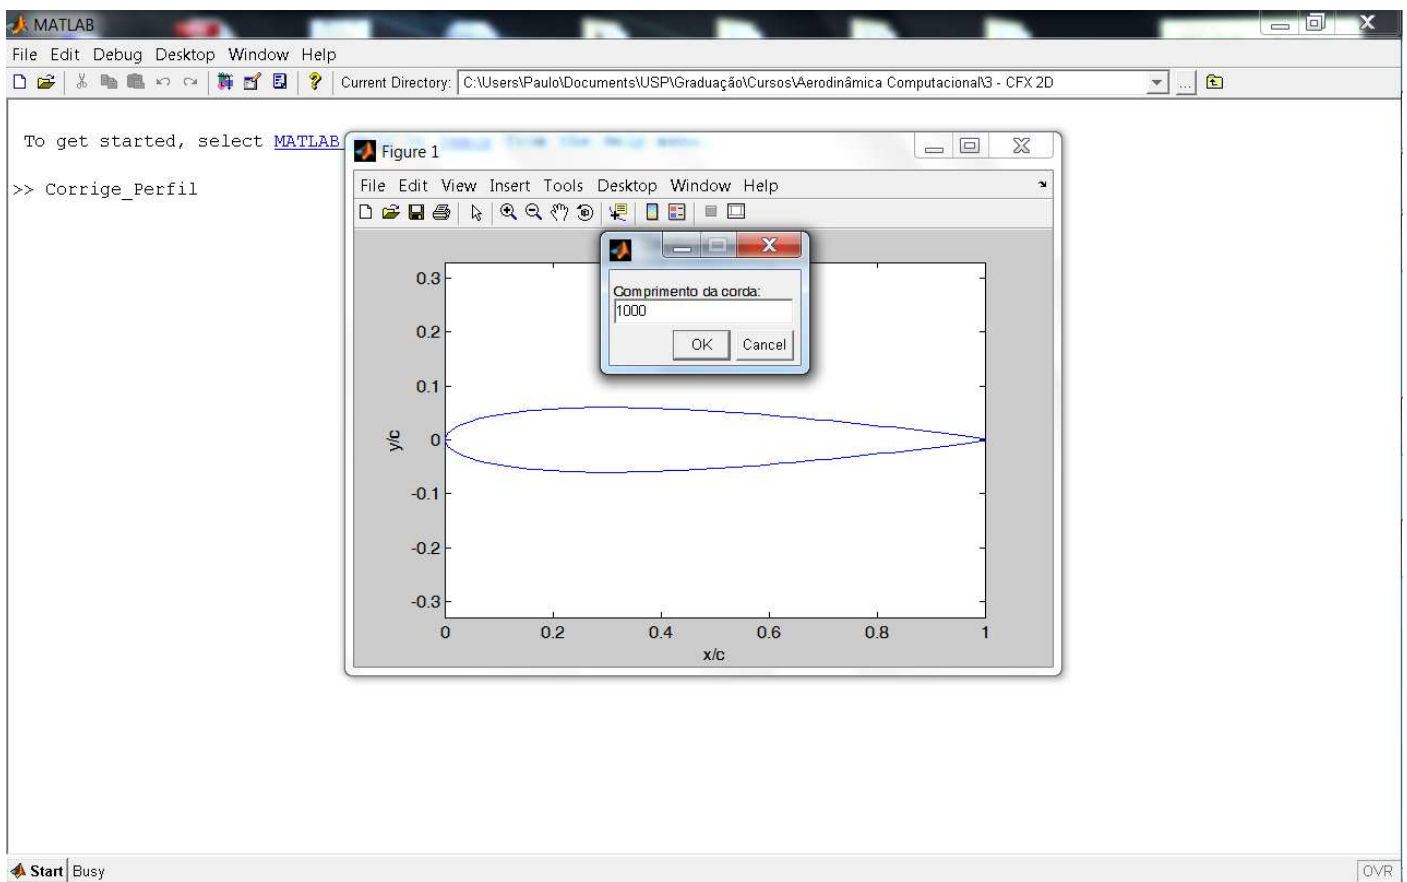 MATLAB
File Edit Debug Desktop Window Help
Current Directory: C:\Users\Paulo\Documents\USP\Graduação\Cursos\Aerodinâmica Computacional\3 - CFX 2D
To get started, select MATLAB
>> Corrige_Perfil
Figure 1
File Edit View Insert Tools Desktop Window Help
Comprimento da corda:
1000
OK Cancel
0.3
0.2
0.1
0
-0.1
-0.2
-0.3
y/c
0 0.2 0.4 0.6 0.8 1
x/c
Start Busy OVR